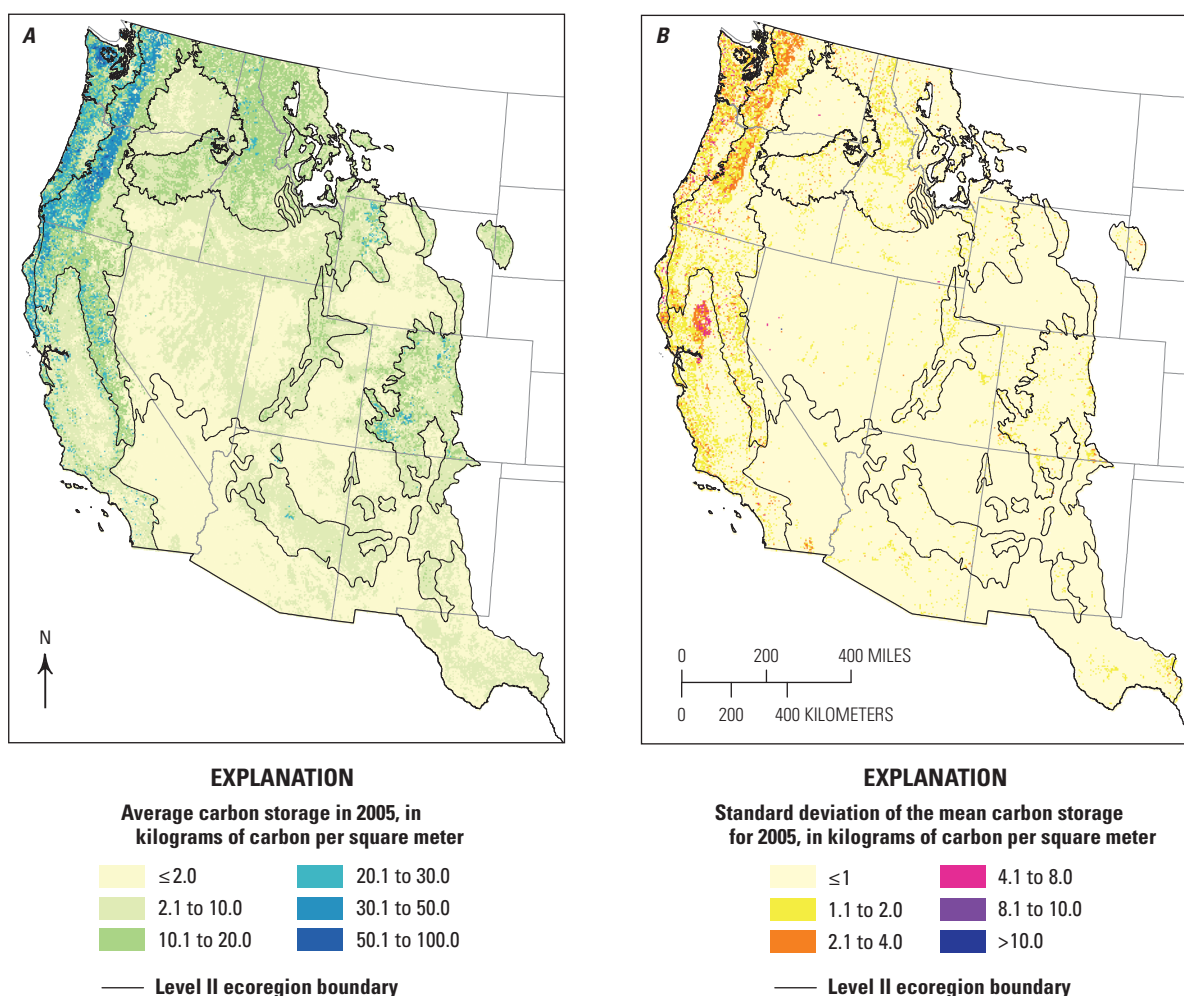 A
N
EXPLANATION
Average carbon storage in 2005, in
kilograms of carbon per square meter
≤2.0
2.1 to 10.0
10.1 to 20.0
20.1 to 30.0
30.1 to 50.0
50.1 to 100.0
Level II ecoregion boundary
B
0 200 400 MILES
0 200 400 KILOMETERS
EXPLANATION
Standard deviation of the mean carbon storage
for 2005, in kilograms of carbon per square meter
≤1
1.1 to 2.0
2.1 to 4.0
4.1 to 8.0
8.1 to 10.0
>10.0
Level II ecoregion boundary